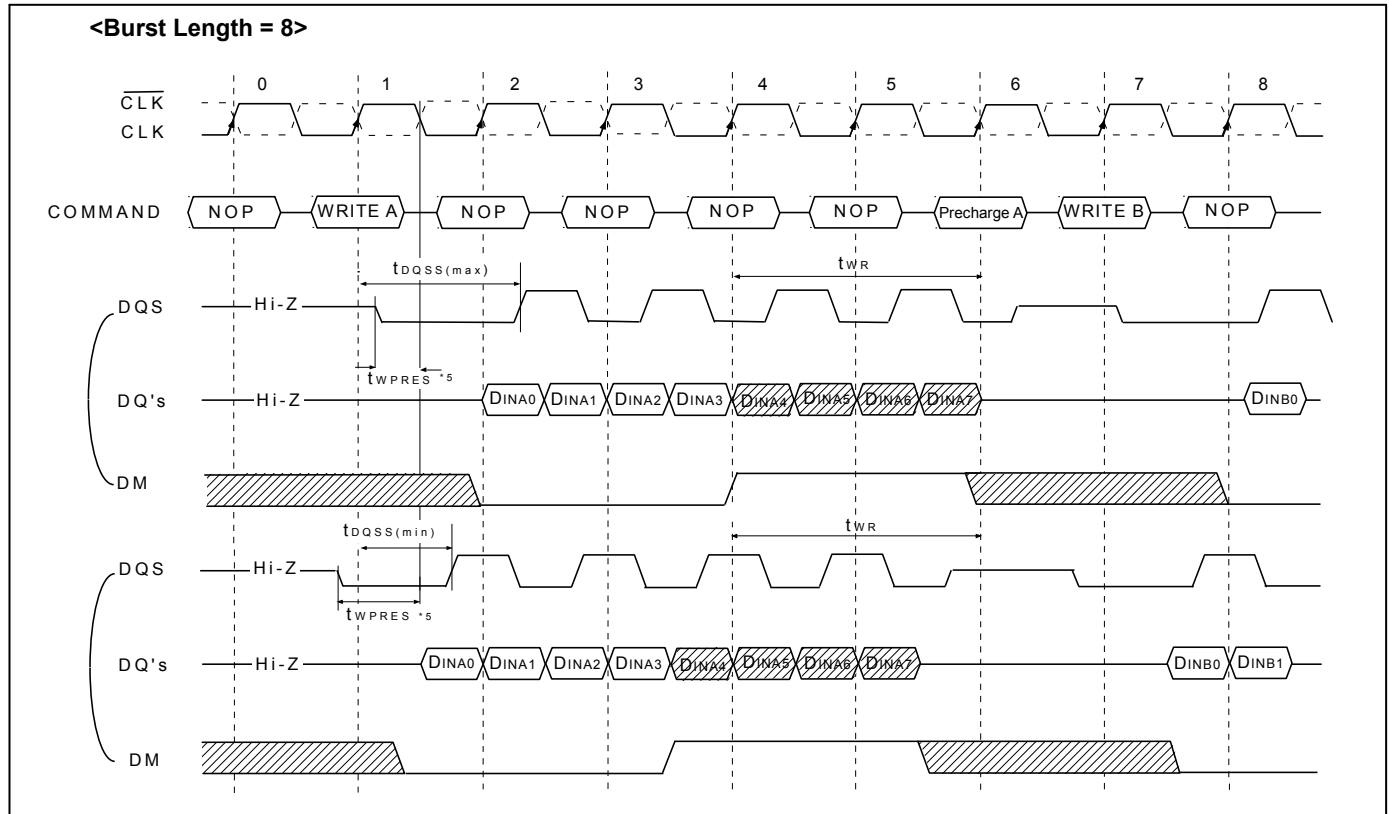 <Burst Length = 8>
0 1 2 3 4 5 6 7 8
CLK
CLK
COMMAND NOP WRITE A NOP NOP NOP NOP Precharge A WRITE B NOP
tDQSS(max) tWR
DQS Hi-Z
tWPRES *5
DQ's Hi-Z DINA0 DINA1 DINA2 DINA3 DINA4 DINA5 DINA6 DINA7 DINB0
DM
tDQSS(min) tWR
DQS Hi-Z
tWPRES *5
DQ's Hi-Z DINA0 DINA1 DINA2 DINA3 DINA4 DINA5 DINA6 DINA7 DINB0 DINB1
DM